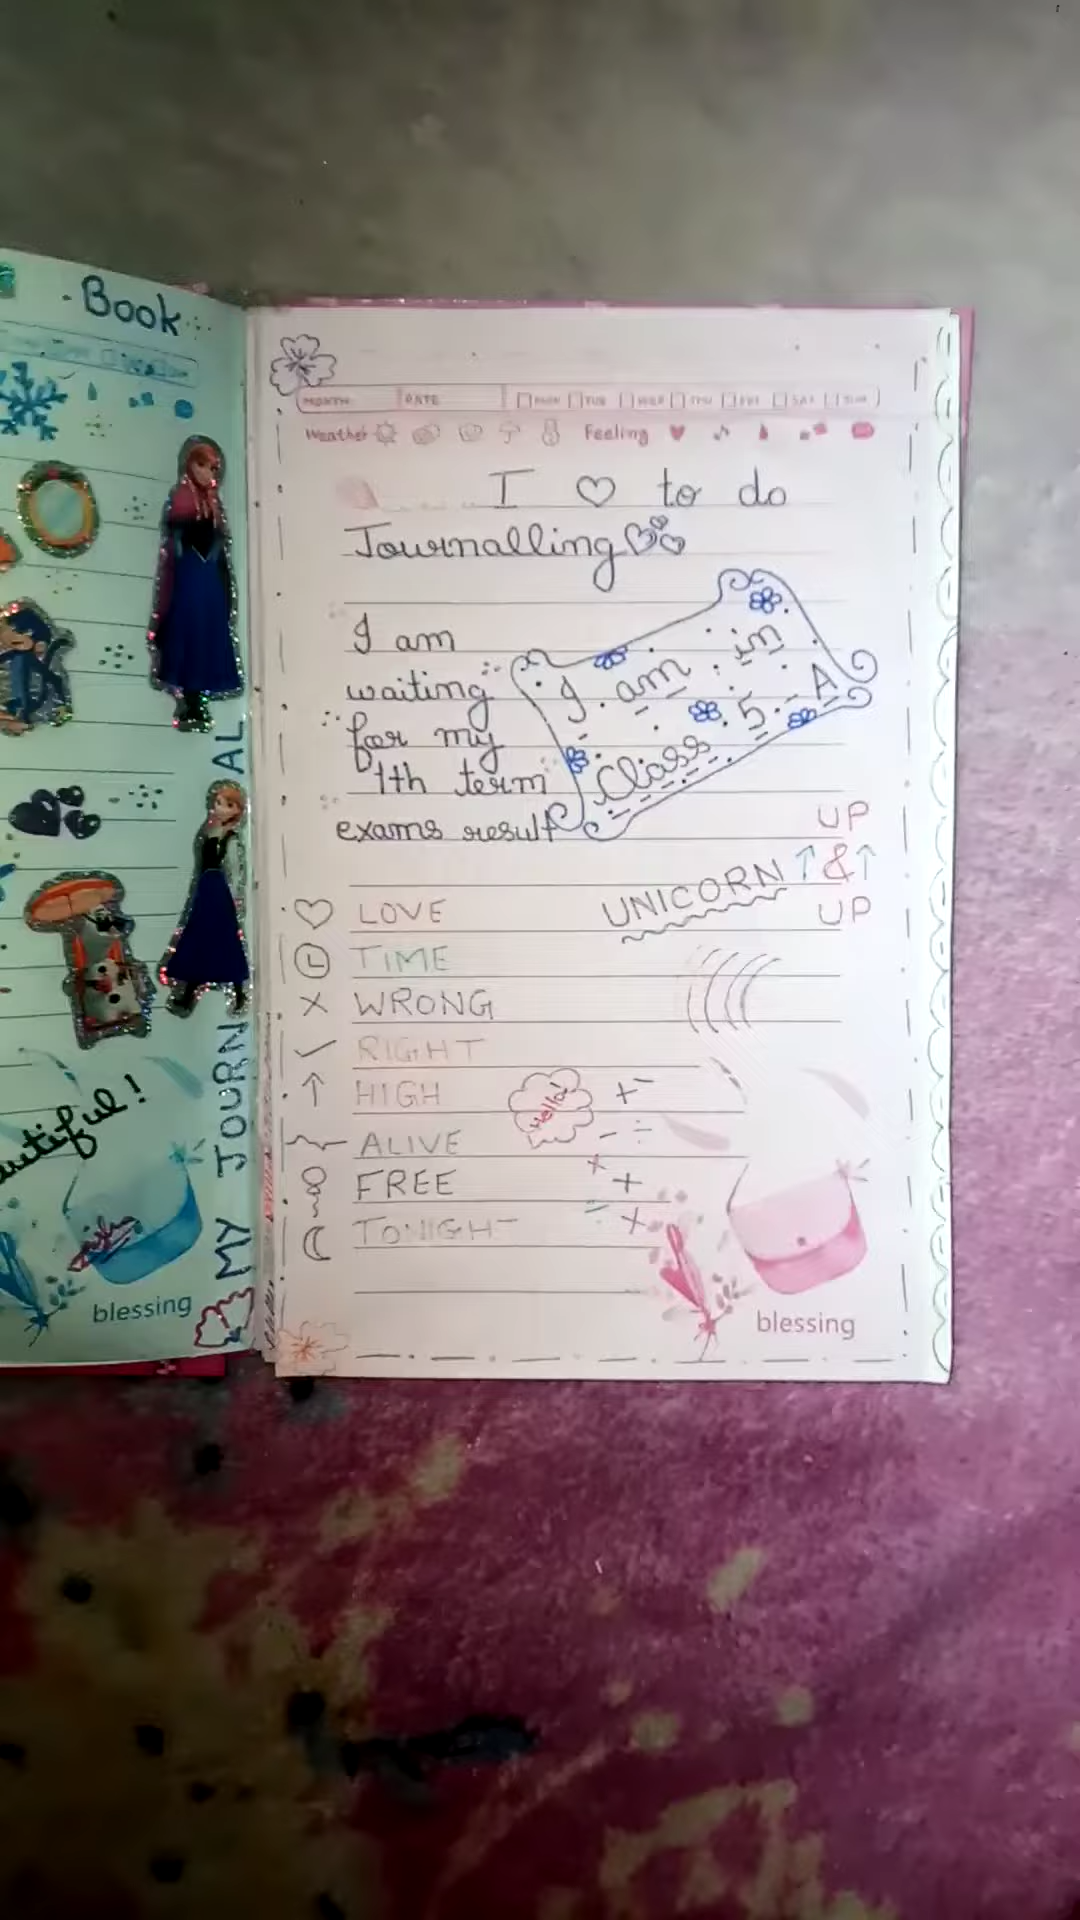 Book
MY JOURNAL
blessing
MONTH DATE MON TUE WED THU FRI SAT SUN
Weather Feeling
I ♡ to do
Journalling
I am
waiting
for my
1th term
exams result
I am in
Class 5 A
UP
UNICORN ↑ & ↑
UP
LOVE
TIME
× WRONG
✓ RIGHT
↑ HIGH
Hello!
+ -
ALIVE
- ÷
×
FREE
+
=
×
TONIGHT
blessing